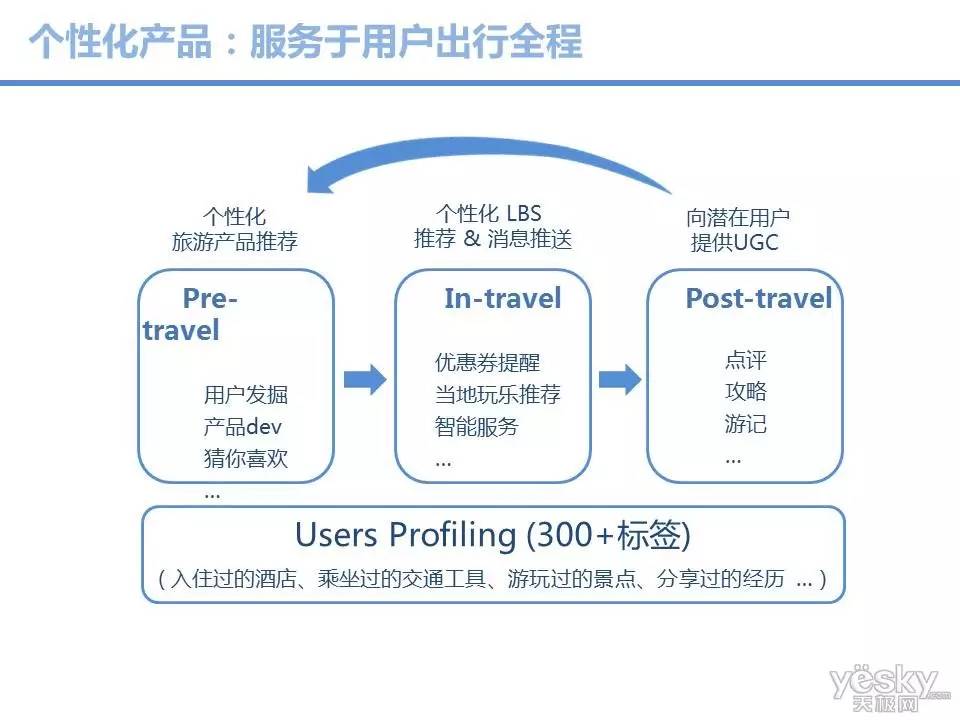 个性化产品：服务于用户出行全程
个性化
旅游产品推荐
个性化 LBS
推荐 & 消息推送
向潜在用户
提供UGC
Pre-
travel
用户发掘
产品dev
猜你喜欢
...
In-travel
优惠券提醒
当地玩乐推荐
智能服务
...
Post-travel
点评
攻略
游记
...
Users Profiling (300+标签)
（入住过的酒店、乘坐过的交通工具、游玩过的景点、分享过的经历 ...）
yësky.com
天极网